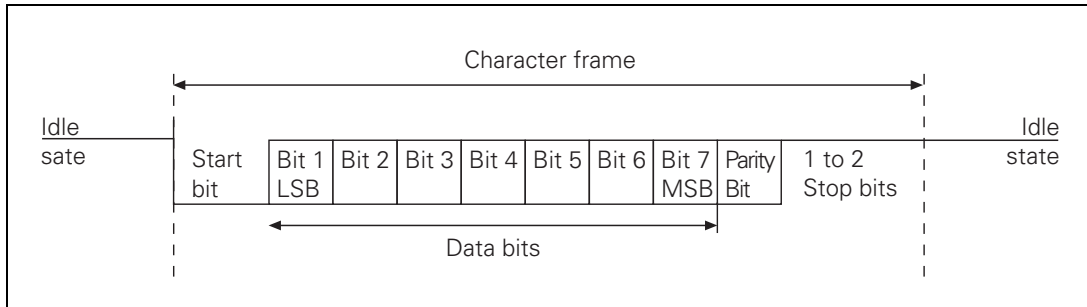 Character frame
Idle
sate
Idle
state
Start
bit
Bit 1
LSB
Bit 2
Bit 3
Bit 4
Bit 5
Bit 6
Bit 7
MSB
Parity
Bit
1 to 2
Stop bits
Data bits